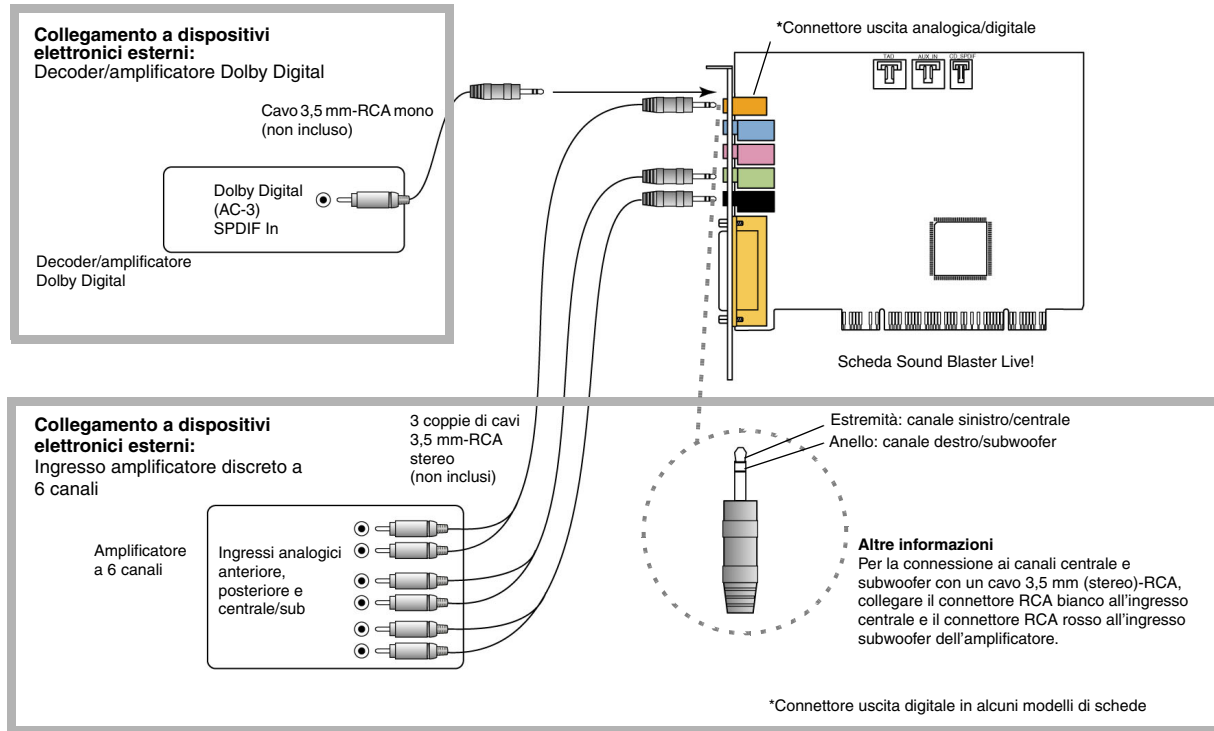 Collegamento a dispositivi
elettronici esterni:
Decoder/amplificatore Dolby Digital
Cavo 3,5 mm-RCA mono
(non incluso)
Dolby Digital
(AC-3)
SPDIF In
Decoder/amplificatore
Dolby Digital
*Connettore uscita analogica/digitale
TAD
AUX_IN
CD_SPDIF
Scheda Sound Blaster Live!
Collegamento a dispositivi
elettronici esterni:
Ingresso amplificatore discreto a
6 canali
3 coppie di cavi
3,5 mm-RCA
stereo
(non inclusi)
Amplificatore
a 6 canali
Ingressi analogici
anteriore,
posteriore e
centrale/sub
Estremità: canale sinistro/centrale
Anello: canale destro/subwoofer
Altre informazioni
Per la connessione ai canali centrale e
subwoofer con un cavo 3,5 mm (stereo)-RCA,
collegare il connettore RCA bianco all'ingresso
centrale e il connettore RCA rosso all'ingresso
subwoofer dell'amplificatore.
*Connettore uscita digitale in alcuni modelli di schede